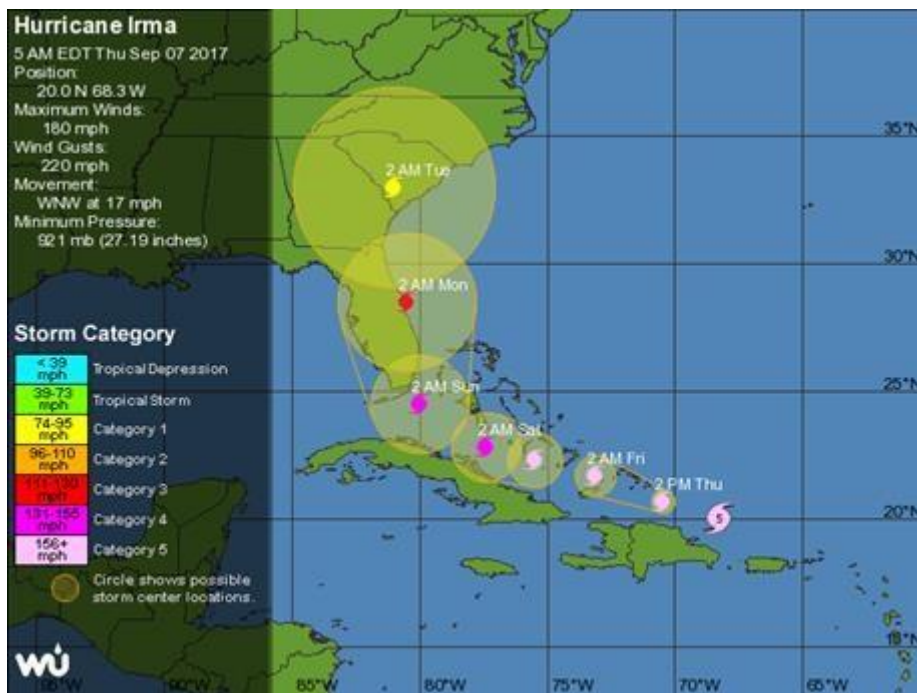 Hurricane Irma
5 AM EDT Thu Sep 07 2017
Position:
20.0 N 68.3 W
Maximum Winds:
180 mph
Wind Gusts:
220 mph
Movement:
WNW at 17 mph
Minimum Pressure:
921 mb (27.19 inches)
35°N
2 AM Tue
30°N
2 AM Mon
25°N
2 AM Sun
2 AM Sat
2 AM Fri
2 PM Thu
5
20°N
Storm Category
< 39
mph
Tropical Depression
39-73
mph
Tropical Storm
74-95
mph
Category 1
96-110
mph
Category 2
111-130
mph
Category 3
131-155
mph
Category 4
156+
mph
Category 5
Circle shows possible
storm center locations.
15°N
wu
95°W
90°W
85°W
80°W
75°W
70°W
65°W